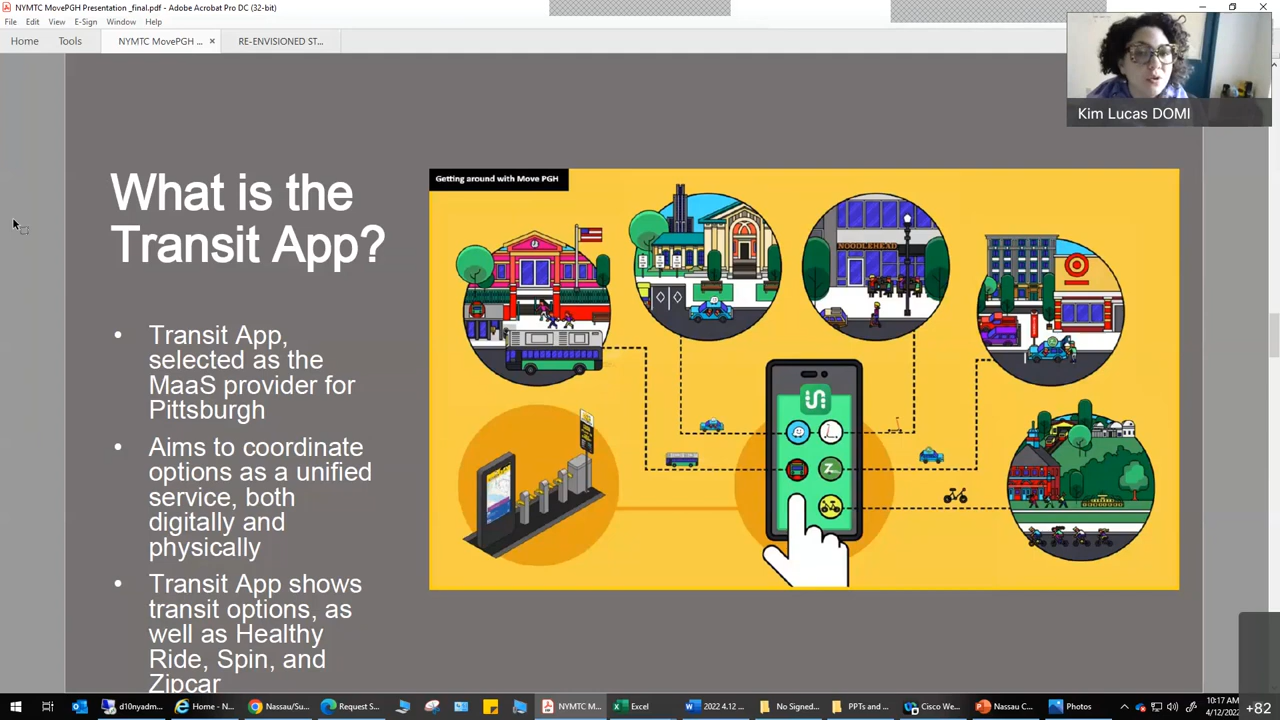 NYMTC MovePGH Presentation _final.pdf - Adobe Acrobat Pro DC (32-bit)
File Edit View E-Sign Window Help
Home Tools NYMTC MovePGH ... × RE-ENVISIONED ST...
Kim Lucas DOMI
What is the
Transit App?
• Transit App,
selected as the
MaaS provider for
Pittsburgh
• Aims to coordinate
options as a unified
service, both
digitally and
physically
• Transit App shows
transit options, as
well as Healthy
Ride, Spin, and
Zipcar
Getting around with Move PGH
NOODLEHEAD
d10nyadm... Home - N... Nassau/Su... Request S... NYMTC M... Excel 2022 4.12 ... No Signed... PPTs and ... Cisco We... Nassau C... Photos
10:17 AM
4/12/202
+82